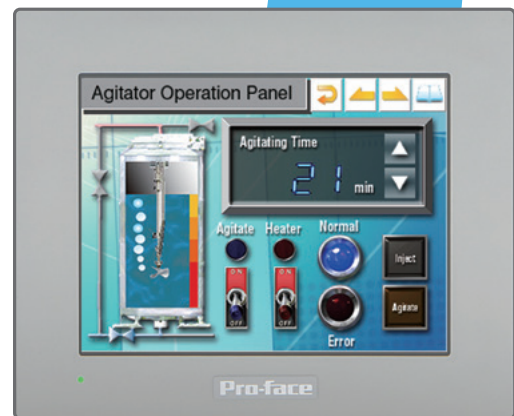 Agitator Operation Panel
Agitating Time
21 min
Agitate Heater Normal
Inject
ON ON
Agitate
OFF OFF
Error
Pro-face